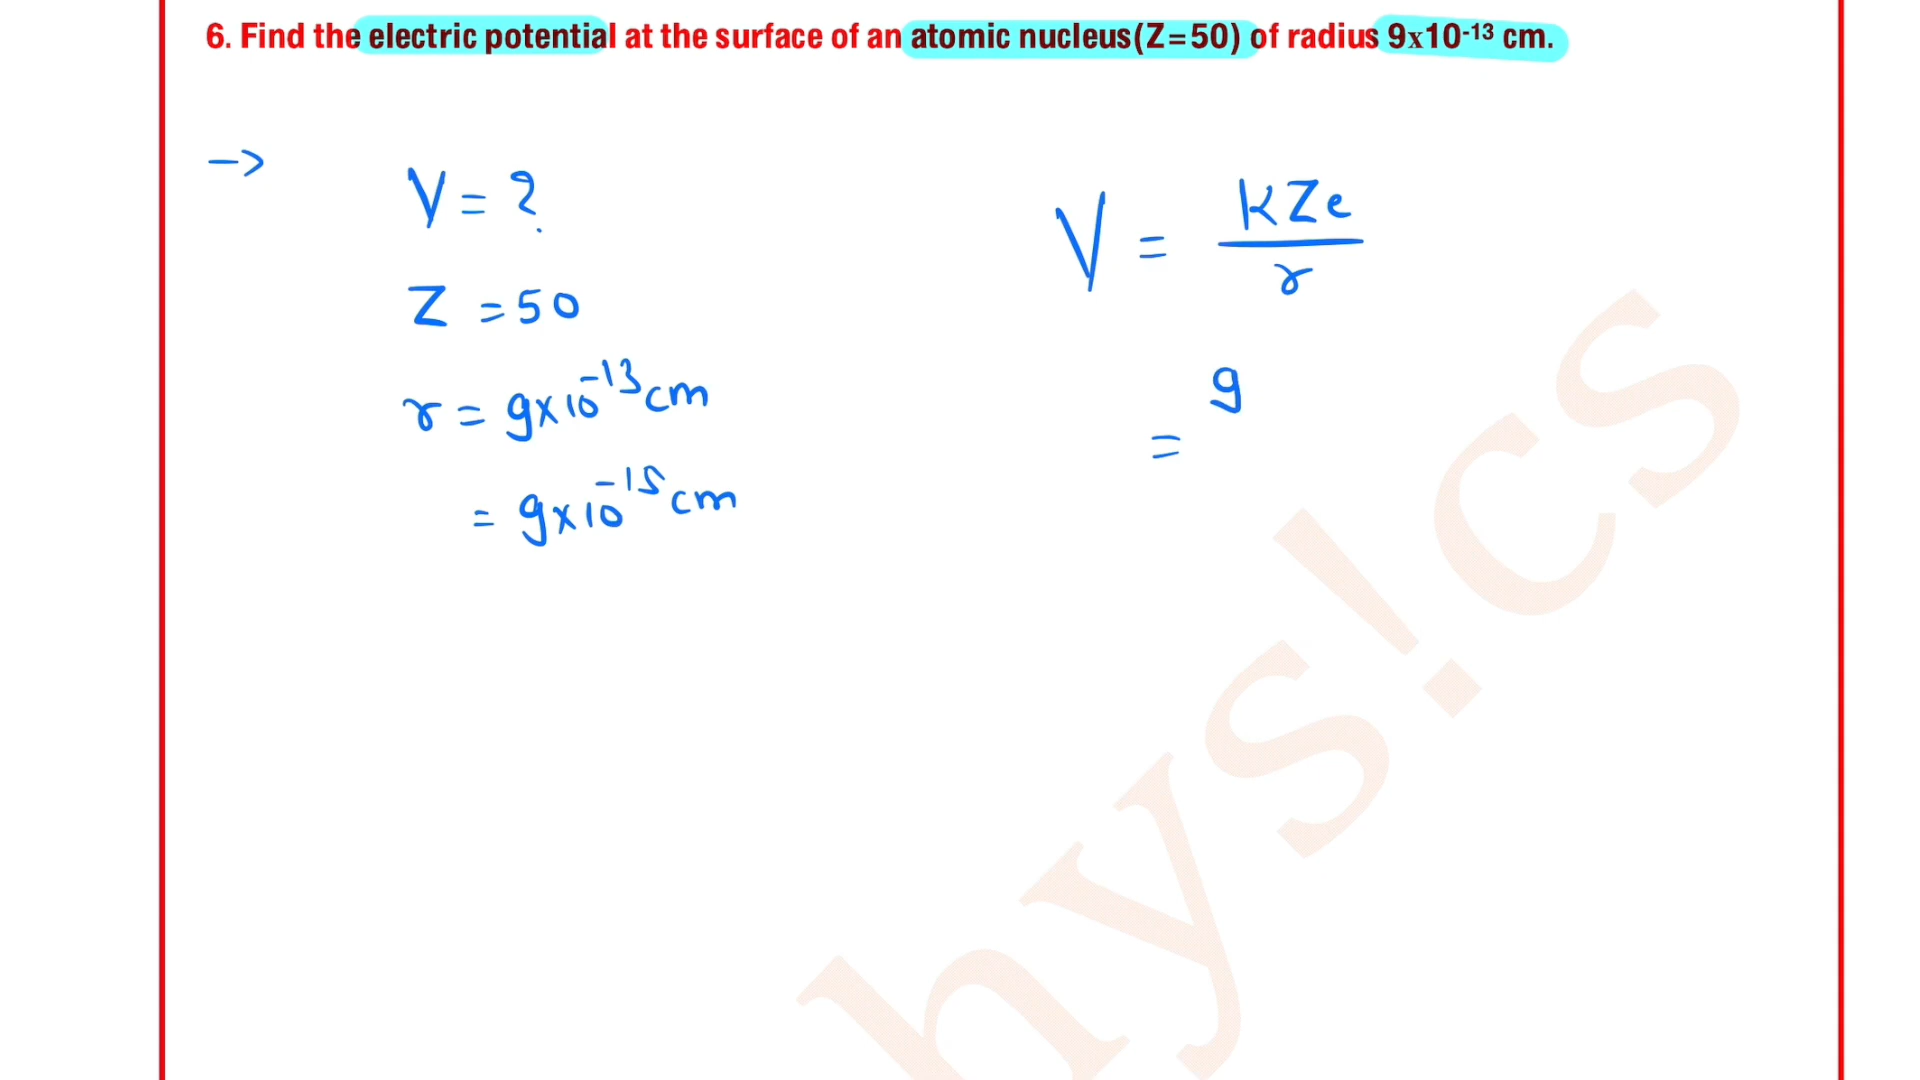 6. Find the electric potential at the surface of an atomic nucleus(Z=50) of radius 9x10⁻¹³ cm.
->
V = ?
Z = 50
r = 9x10⁻¹³ cm
= 9x10⁻¹⁵ cm
V = kZe / r
= 9
hys!cs